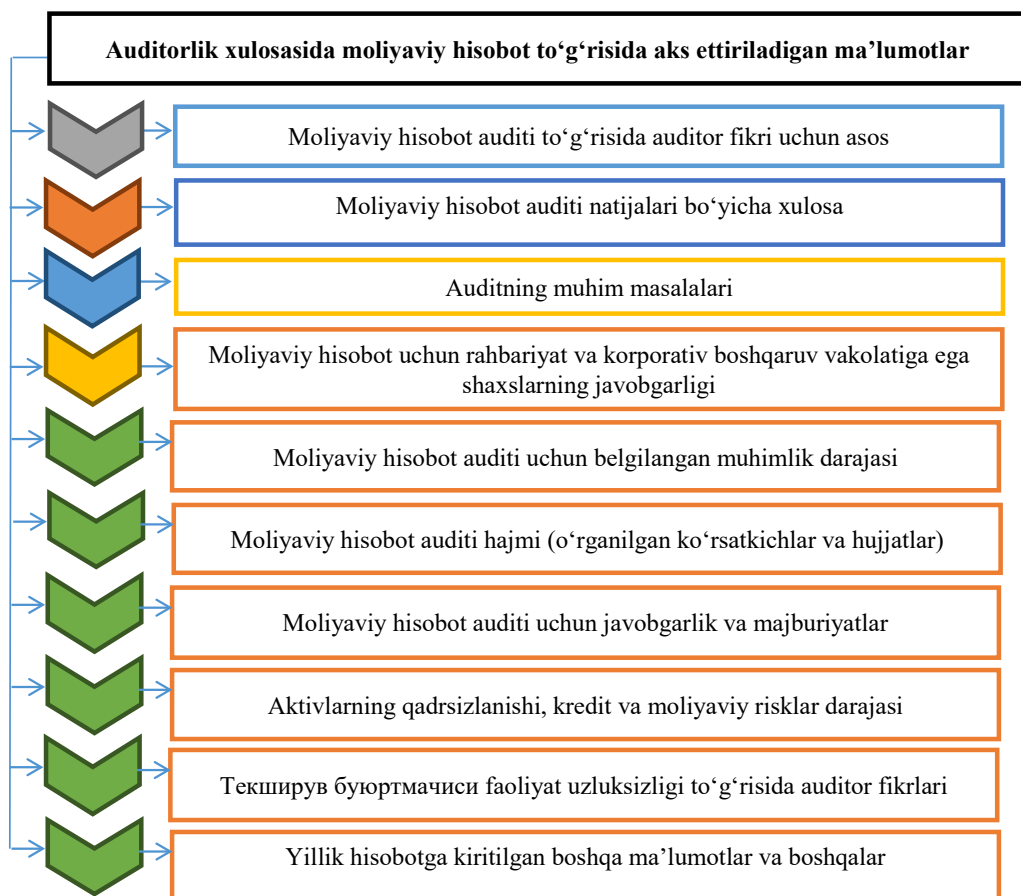 Auditorlik xulosasida moliyaviy hisobot to‘g‘risida aks ettiriladigan ma’lumotlar
Moliyaviy hisobot auditi to‘g‘risida auditor fikri uchun asos
Moliyaviy hisobot auditi natijalari bo‘yicha xulosa
Auditning muhim masalalari
Moliyaviy hisobot uchun rahbariyat va korporativ boshqaruv vakolatiga ega
shaxslarning javobgarligi
Moliyaviy hisobot auditi uchun belgilangan muhimlik darajasi
Moliyaviy hisobot auditi hajmi (o‘rganilgan ko‘rsatkichlar va hujjatlar)
Moliyaviy hisobot auditi uchun javobgarlik va majburiyatlar
Aktivlarning qadrsizlanishi, kredit va moliyaviy risklar darajasi
Текширув буюртмачиси faoliyat uzluksizligi to‘g‘risida auditor fikrlari
Yillik hisobotga kiritilgan boshqa ma’lumotlar va boshqalar